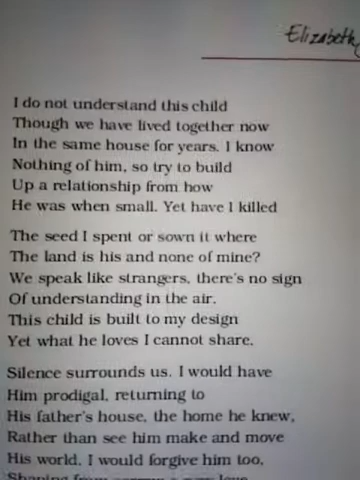 Elizabeth
I do not understand this child
Though we have lived together now
In the same house for years. I know
Nothing of him, so try to build
Up a relationship from how
He was when small. Yet have I killed
The seed I spent or sown it where
The land is his and none of mine?
We speak like strangers, there's no sign
Of understanding in the air.
This child is built to my design
Yet what he loves I cannot share.
Silence surrounds us. I would have
Him prodigal, returning to
His father's house, the home he knew,
Rather than see him make and move
His world. I would forgive him too,